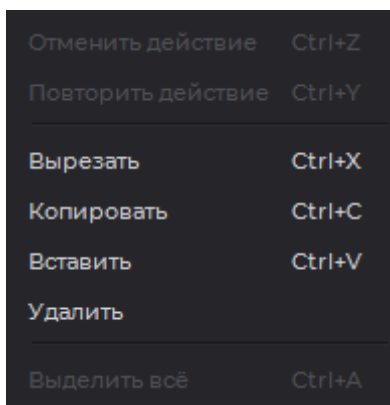 Отменить действие Ctrl+Z
Повторить действие Ctrl+Y
Вырезать Ctrl+X
Копировать Ctrl+C
Вставить Ctrl+V
Удалить
Выделить всё Ctrl+A